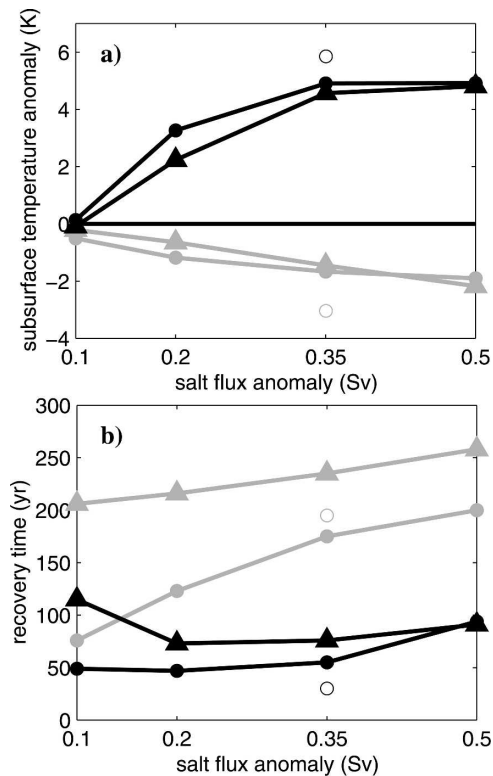 a)
subsurface temperature anomaly (K)
6
4
2
0
−2
−4
0.1 0.2 0.35 0.5
salt flux anomaly (Sv)
b)
recovery time (yr)
300
250
200
150
100
50
0
0.1 0.2 0.35 0.5
salt flux anomaly (Sv)